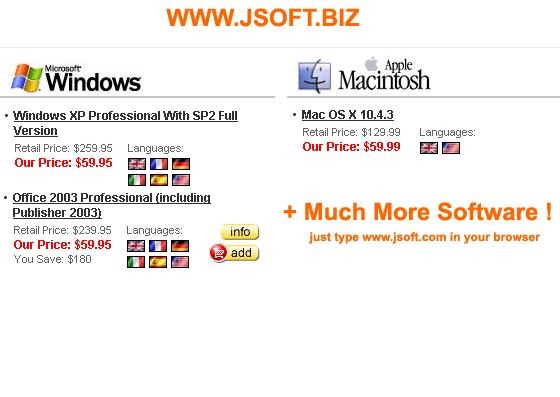 WWW.JSOFT.BIZ
Microsoft
Windows
Windows XP Professional With SP2 Full
Version
Retail Price: $259.95 Languages:
Our Price: $59.95
Office 2003 Professional (including
Publisher 2003)
Retail Price: $239.95 Languages:
Our Price: $59.95
You Save: $180
info
add
Apple
Macintosh
Mac OS X 10.4.3
Retail Price: $129.99 Languages:
Our Price: $59.99
+ Much More Software !
just type www.jsoft.com in your browser